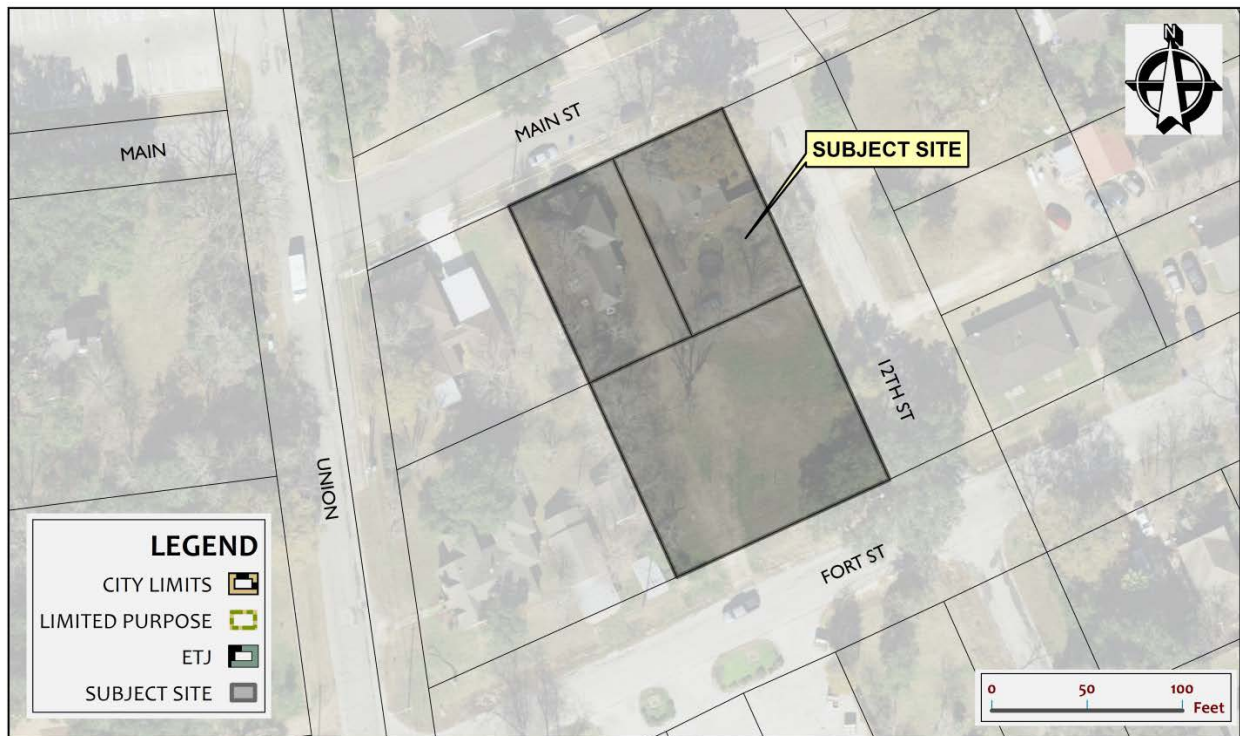 N
MAIN ST
SUBJECT SITE
MAIN
12TH ST
UNION
FORT ST
LEGEND
CITY LIMITS
LIMITED PURPOSE
ETJ
SUBJECT SITE
0 50 100
Feet